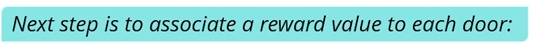 Next step is to associate a reward value to each door: